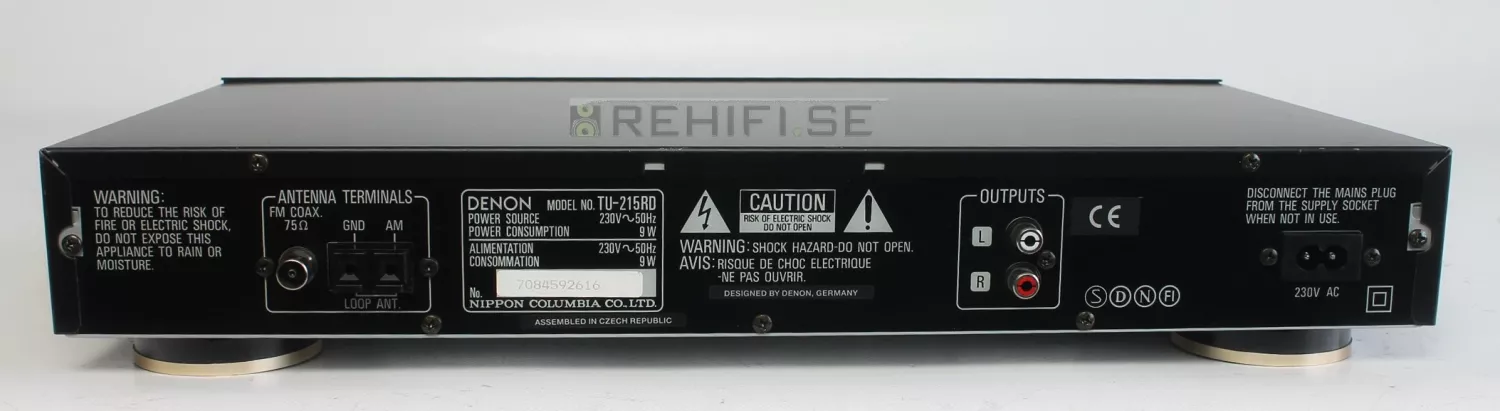 REHIFI.SE
WARNING:
TO REDUCE THE RISK OF
FIRE OR ELECTRIC SHOCK,
DO NOT EXPOSE THIS
APPLIANCE TO RAIN OR
MOISTURE.
ANTENNA TERMINALS
FM COAX.
75Ω
GND AM
LOOP ANT.
DENON MODEL NO. TU-215RD
POWER SOURCE 230V～50Hz
POWER CONSUMPTION 9W
ALIMENTATION 230V～50Hz
CONSOMMATION 9W
No. 7084592616
NIPPON COLUMBIA CO., LTD.
ASSEMBLED IN CZECH REPUBLIC
CAUTION
RISK OF ELECTRIC SHOCK
DO NOT OPEN
WARNING: SHOCK HAZARD-DO NOT OPEN.
AVIS: RISQUE DE CHOC ELECTRIQUE
-NE PAS OUVRIR.
DESIGNED BY DENON, GERMANY
OUTPUTS
L
R
CE
S D N FI
DISCONNECT THE MAINS PLUG
FROM THE SUPPLY SOCKET
WHEN NOT IN USE.
230V AC